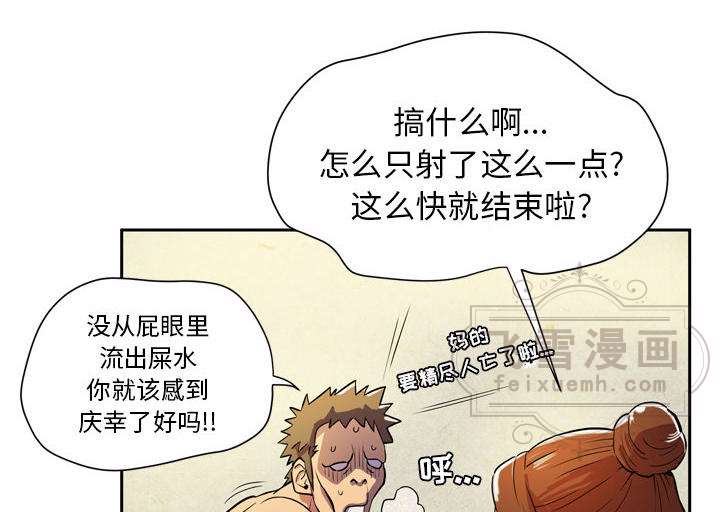 搞什么啊...
怎么只射了这么一点?
这么快就结束啦?
没从屁眼里
流出屎水
你就该感到
庆幸了好吗!!
妈的
要精尽人亡了啦...
呼...
飞雪漫画
feixuemh.com